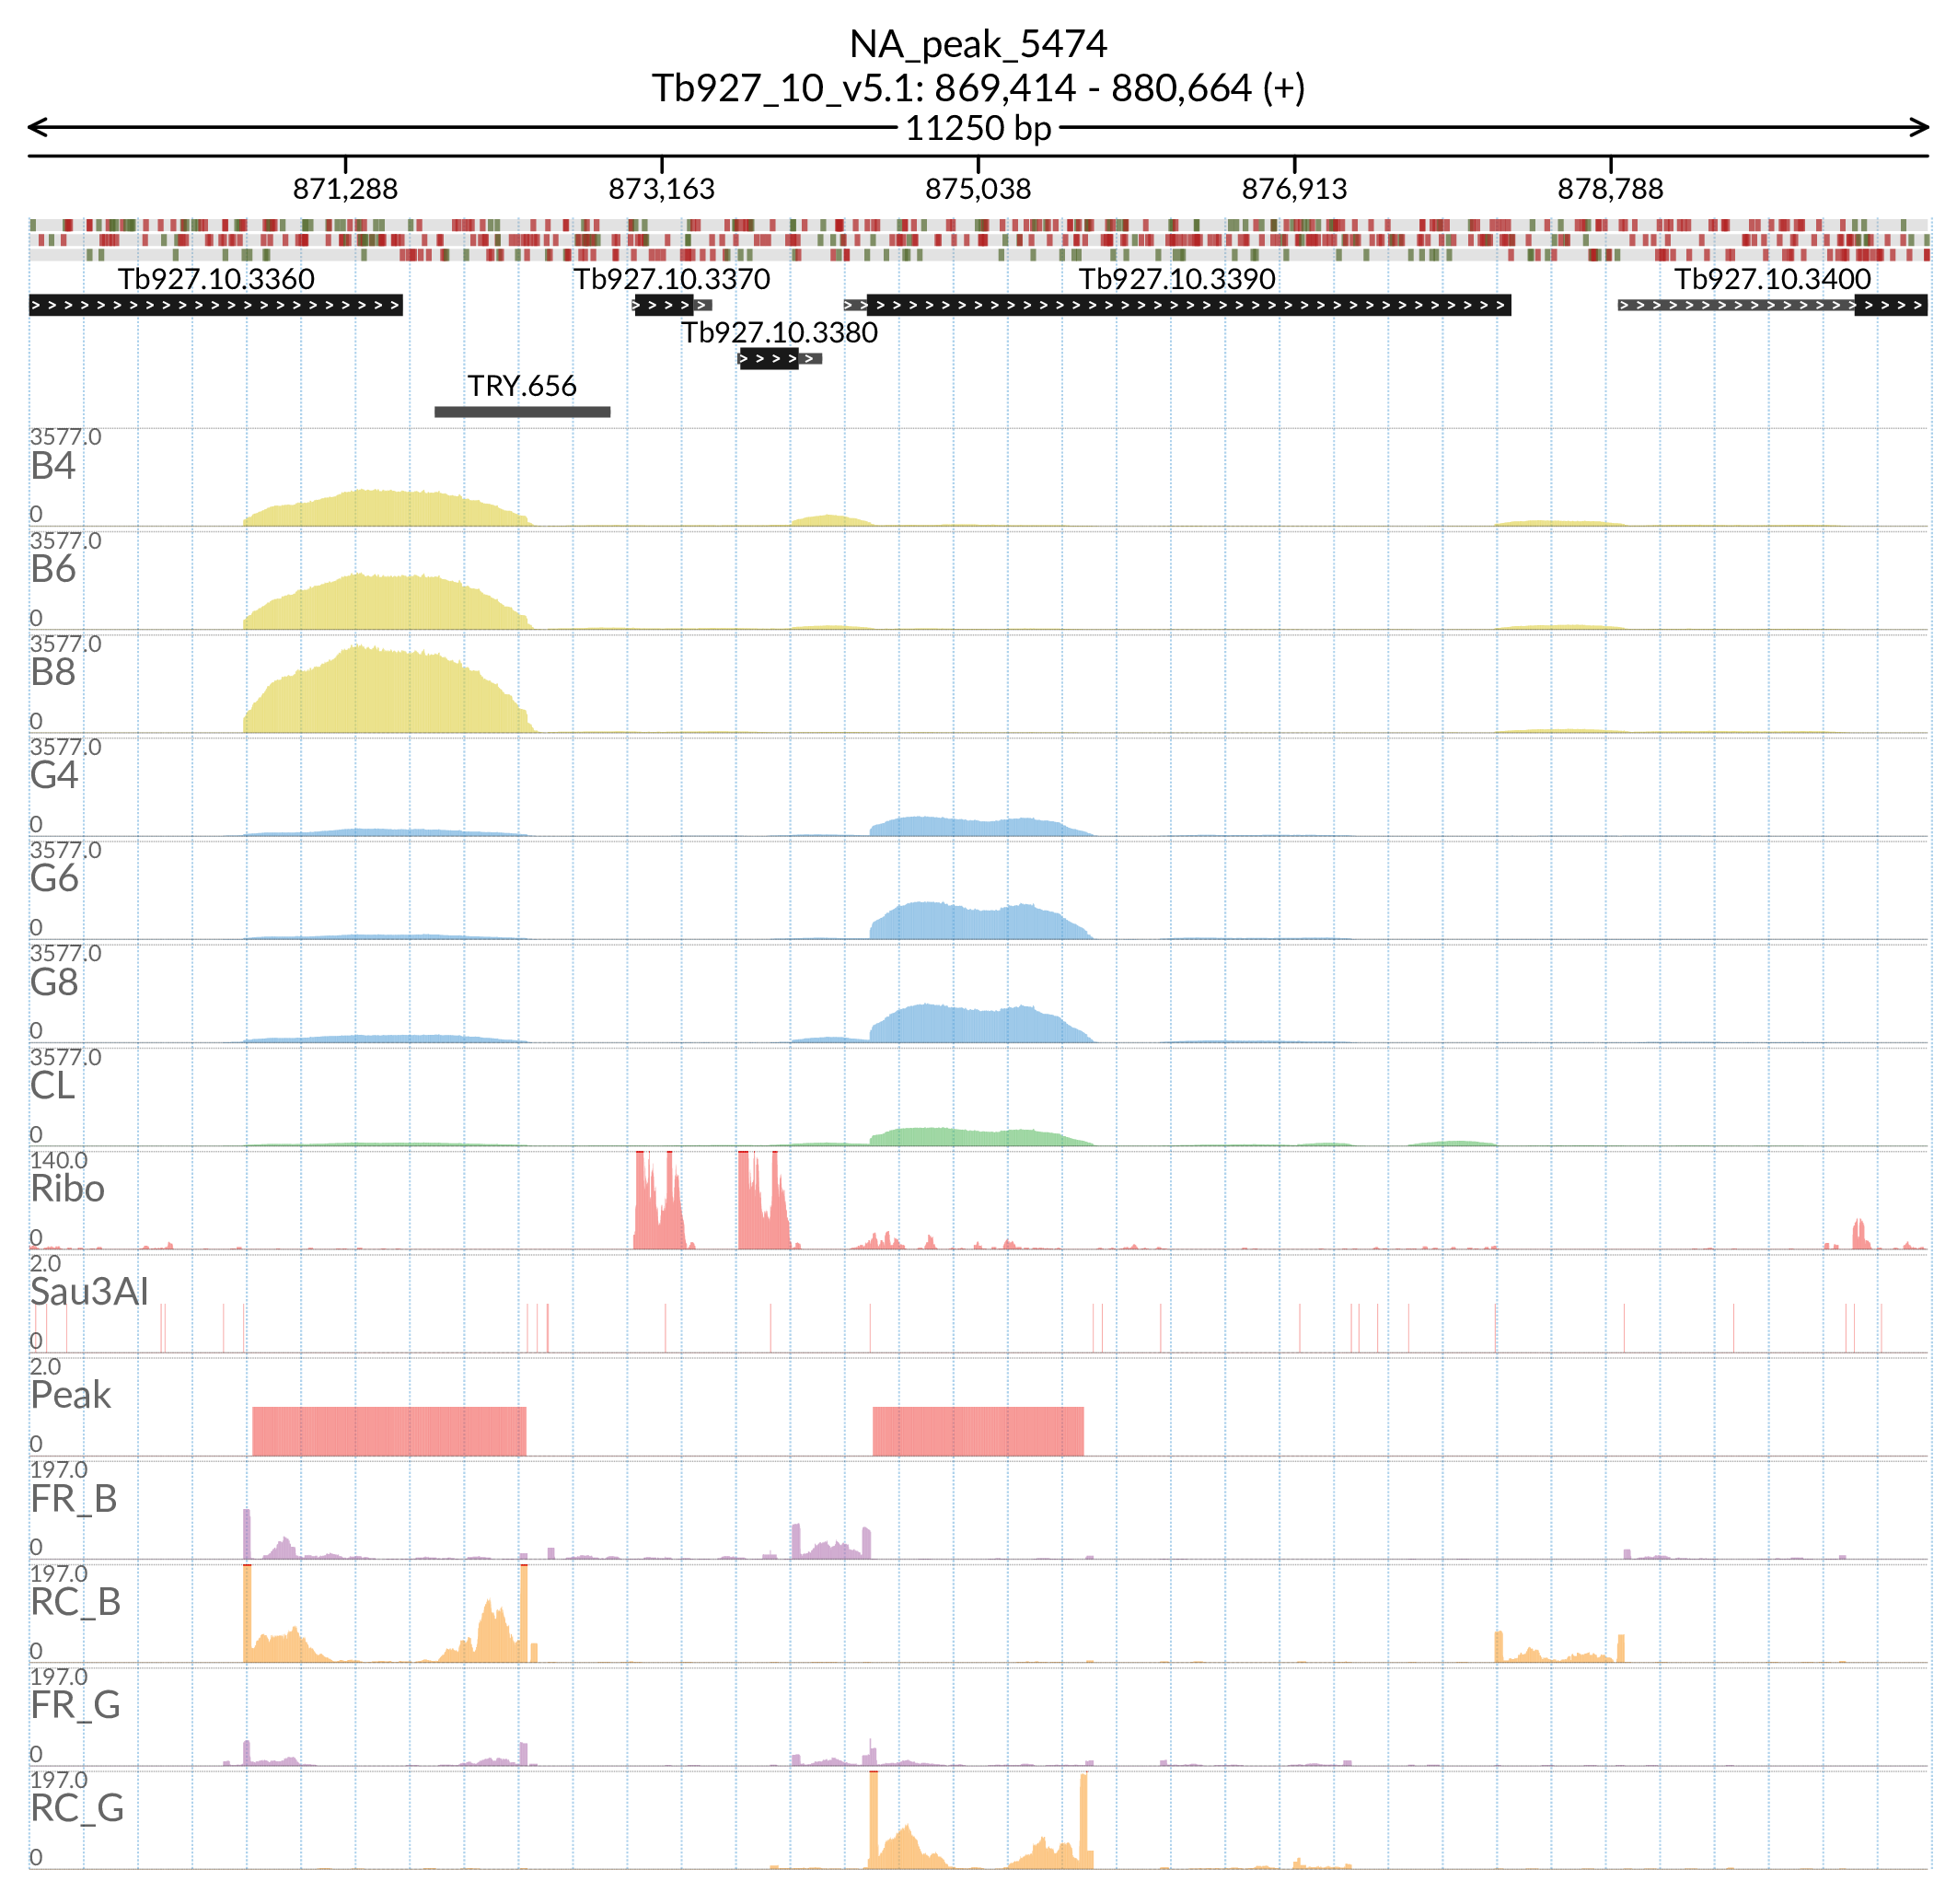 NA_peak_5474
Tb927_10_v5.1: 869,414 - 880,664 (+)
11250 bp
871,288 873,163 875,038 876,913 878,788
Tb927.10.3360 Tb927.10.3370 Tb927.10.3390 Tb927.10.3400
Tb927.10.3380
TRY.656
3577.0
B4
0
3577.0
B6
0
3577.0
B8
0
3577.0
G4
0
3577.0
G6
0
3577.0
G8
0
3577.0
CL
0
140.0
Ribo
0
2.0
Sau3AI
0
2.0
Peak
0
197.0
FR_B
0
197.0
RC_B
0
197.0
FR_G
0
197.0
RC_G
0